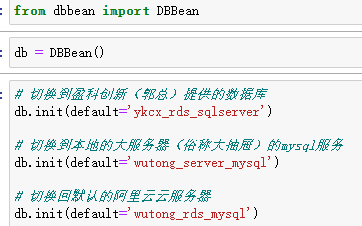 from dbbean import DBBean
db = DBBean()
# 切换到盈科创新（郭总）提供的数据库
db.init(default='ykcx_rds_sqlserver')
# 切换到本地的大服务器（俗称大抽屉）的mysql服务
db.init(default='wutong_server_mysql')
# 切换回默认的阿里云云服务器
db.init(default='wutong_rds_mysql')